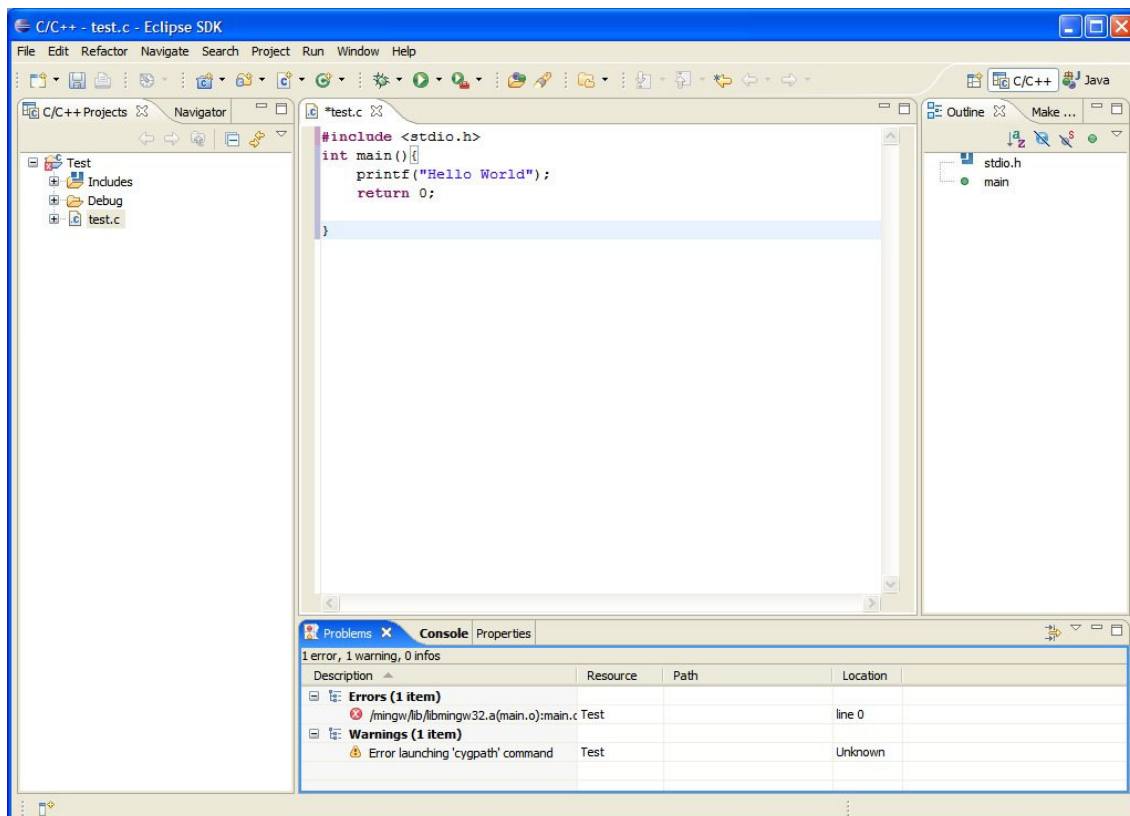 C/C++ - test.c - Eclipse SDK
File Edit Refactor Navigate Search Project Run Window Help
C/C++ Java
C/C++ Projects Navigator
Test
Includes
Debug
test.c
*test.c
#include <stdio.h>
int main(){
printf("Hello World");
return 0;
}
Outline Make ...
stdio.h
main
Problems Console Properties
1 error, 1 warning, 0 infos
Description Resource Path Location
Errors (1 item)
/mingw/lib/libmingw32.a(main.o):main.c Test line 0
Warnings (1 item)
Error launching 'cygpath' command Test Unknown